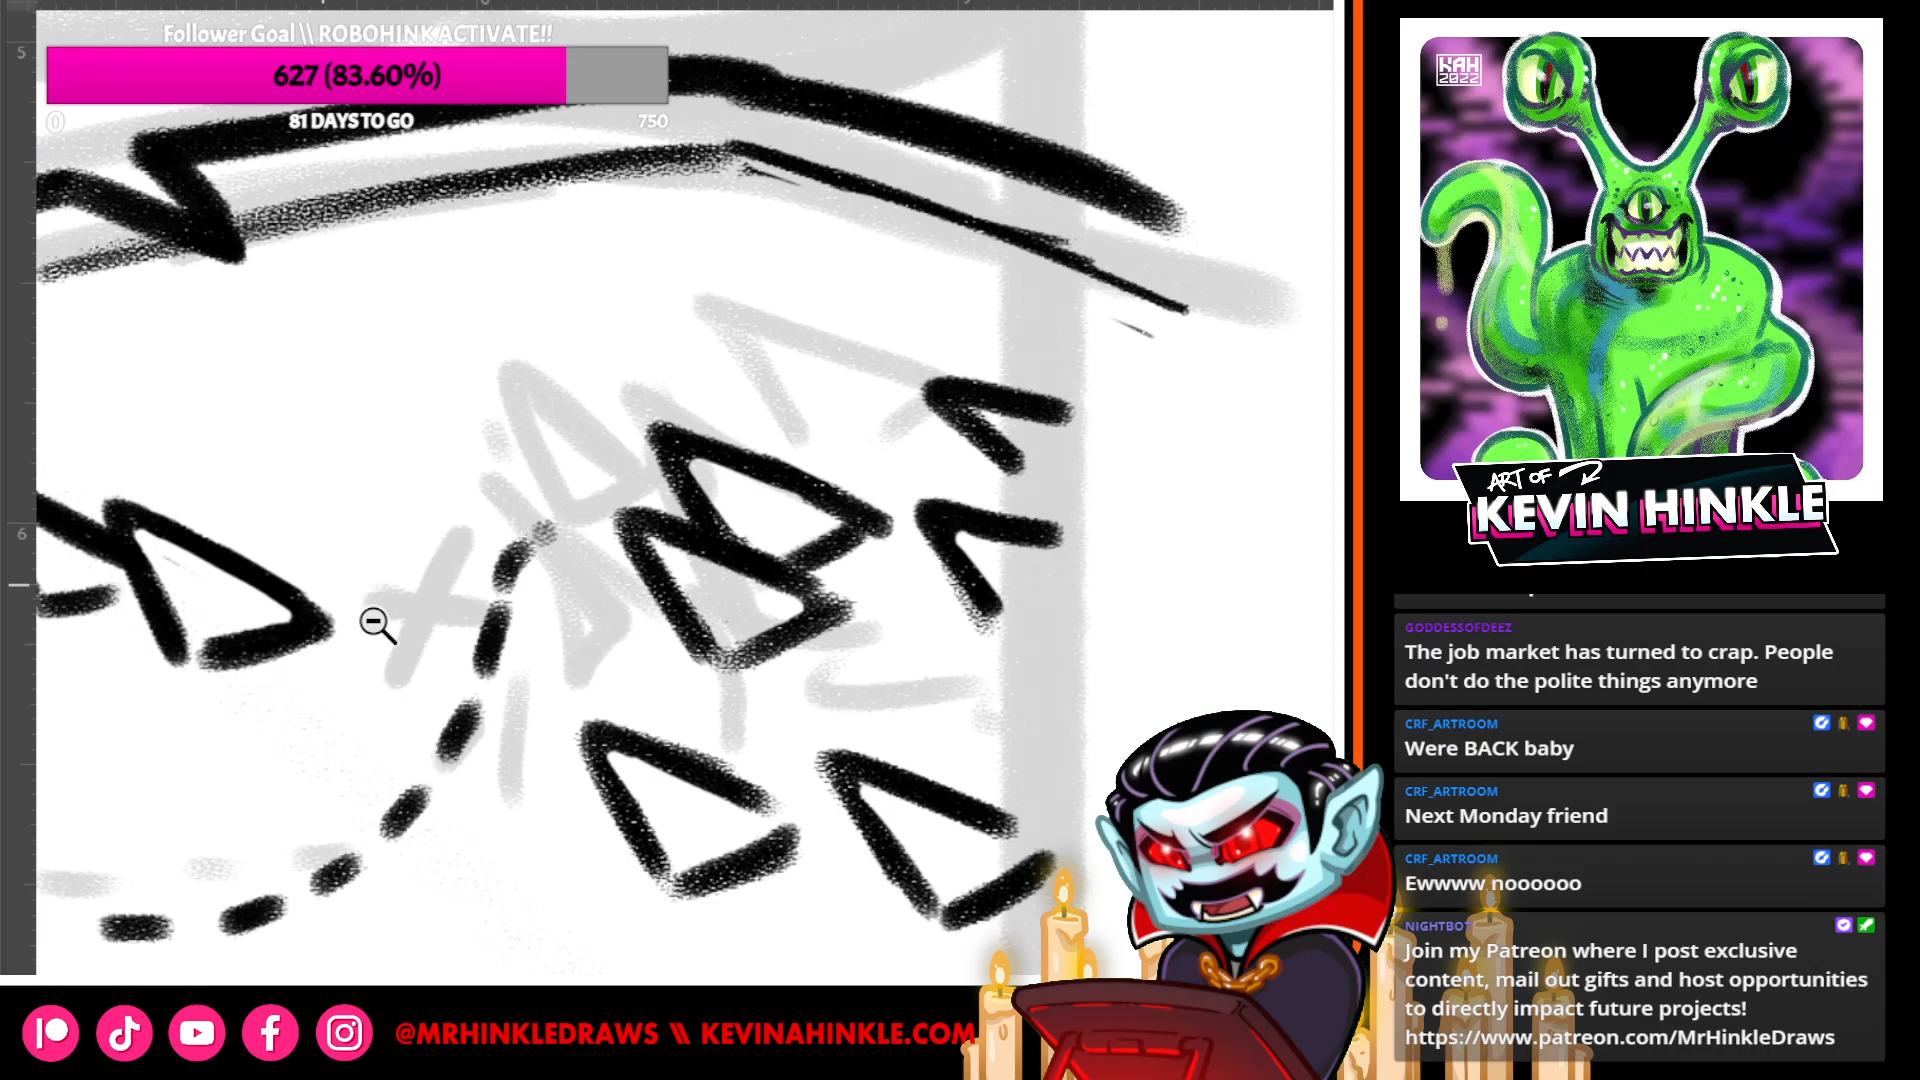 Follower Goal \\ ROBOHINK ACTIVATE!!
627 (83.60%)
0
81 DAYS TO GO
750
5
6
KAH
2022
ART OF
KEVIN HINKLE
GODDESSOFDEEZ
The job market has turned to crap. People
don't do the polite things anymore
CRF_ARTROOM
Were BACK baby
CRF_ARTROOM
Next Monday friend
CRF_ARTROOM
Ewwww noooooo
NIGHTBOT
Join my Patreon where I post exclusive
content, mail out gifts and host opportunities
to directly impact future projects!
https://www.patreon.com/MrHinkleDraws
@MRHINKLEDRAWS \\ KEVINAHINKLE.COM